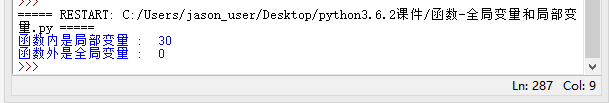 >>>
===== RESTART: C:/Users/jason_user/Desktop/python3.6.2课件/函数-全局变量和局部变
量.py =====
函数内是局部变量 :  30
函数外是全局变量 :  0
>>>
Ln: 287  Col: 9